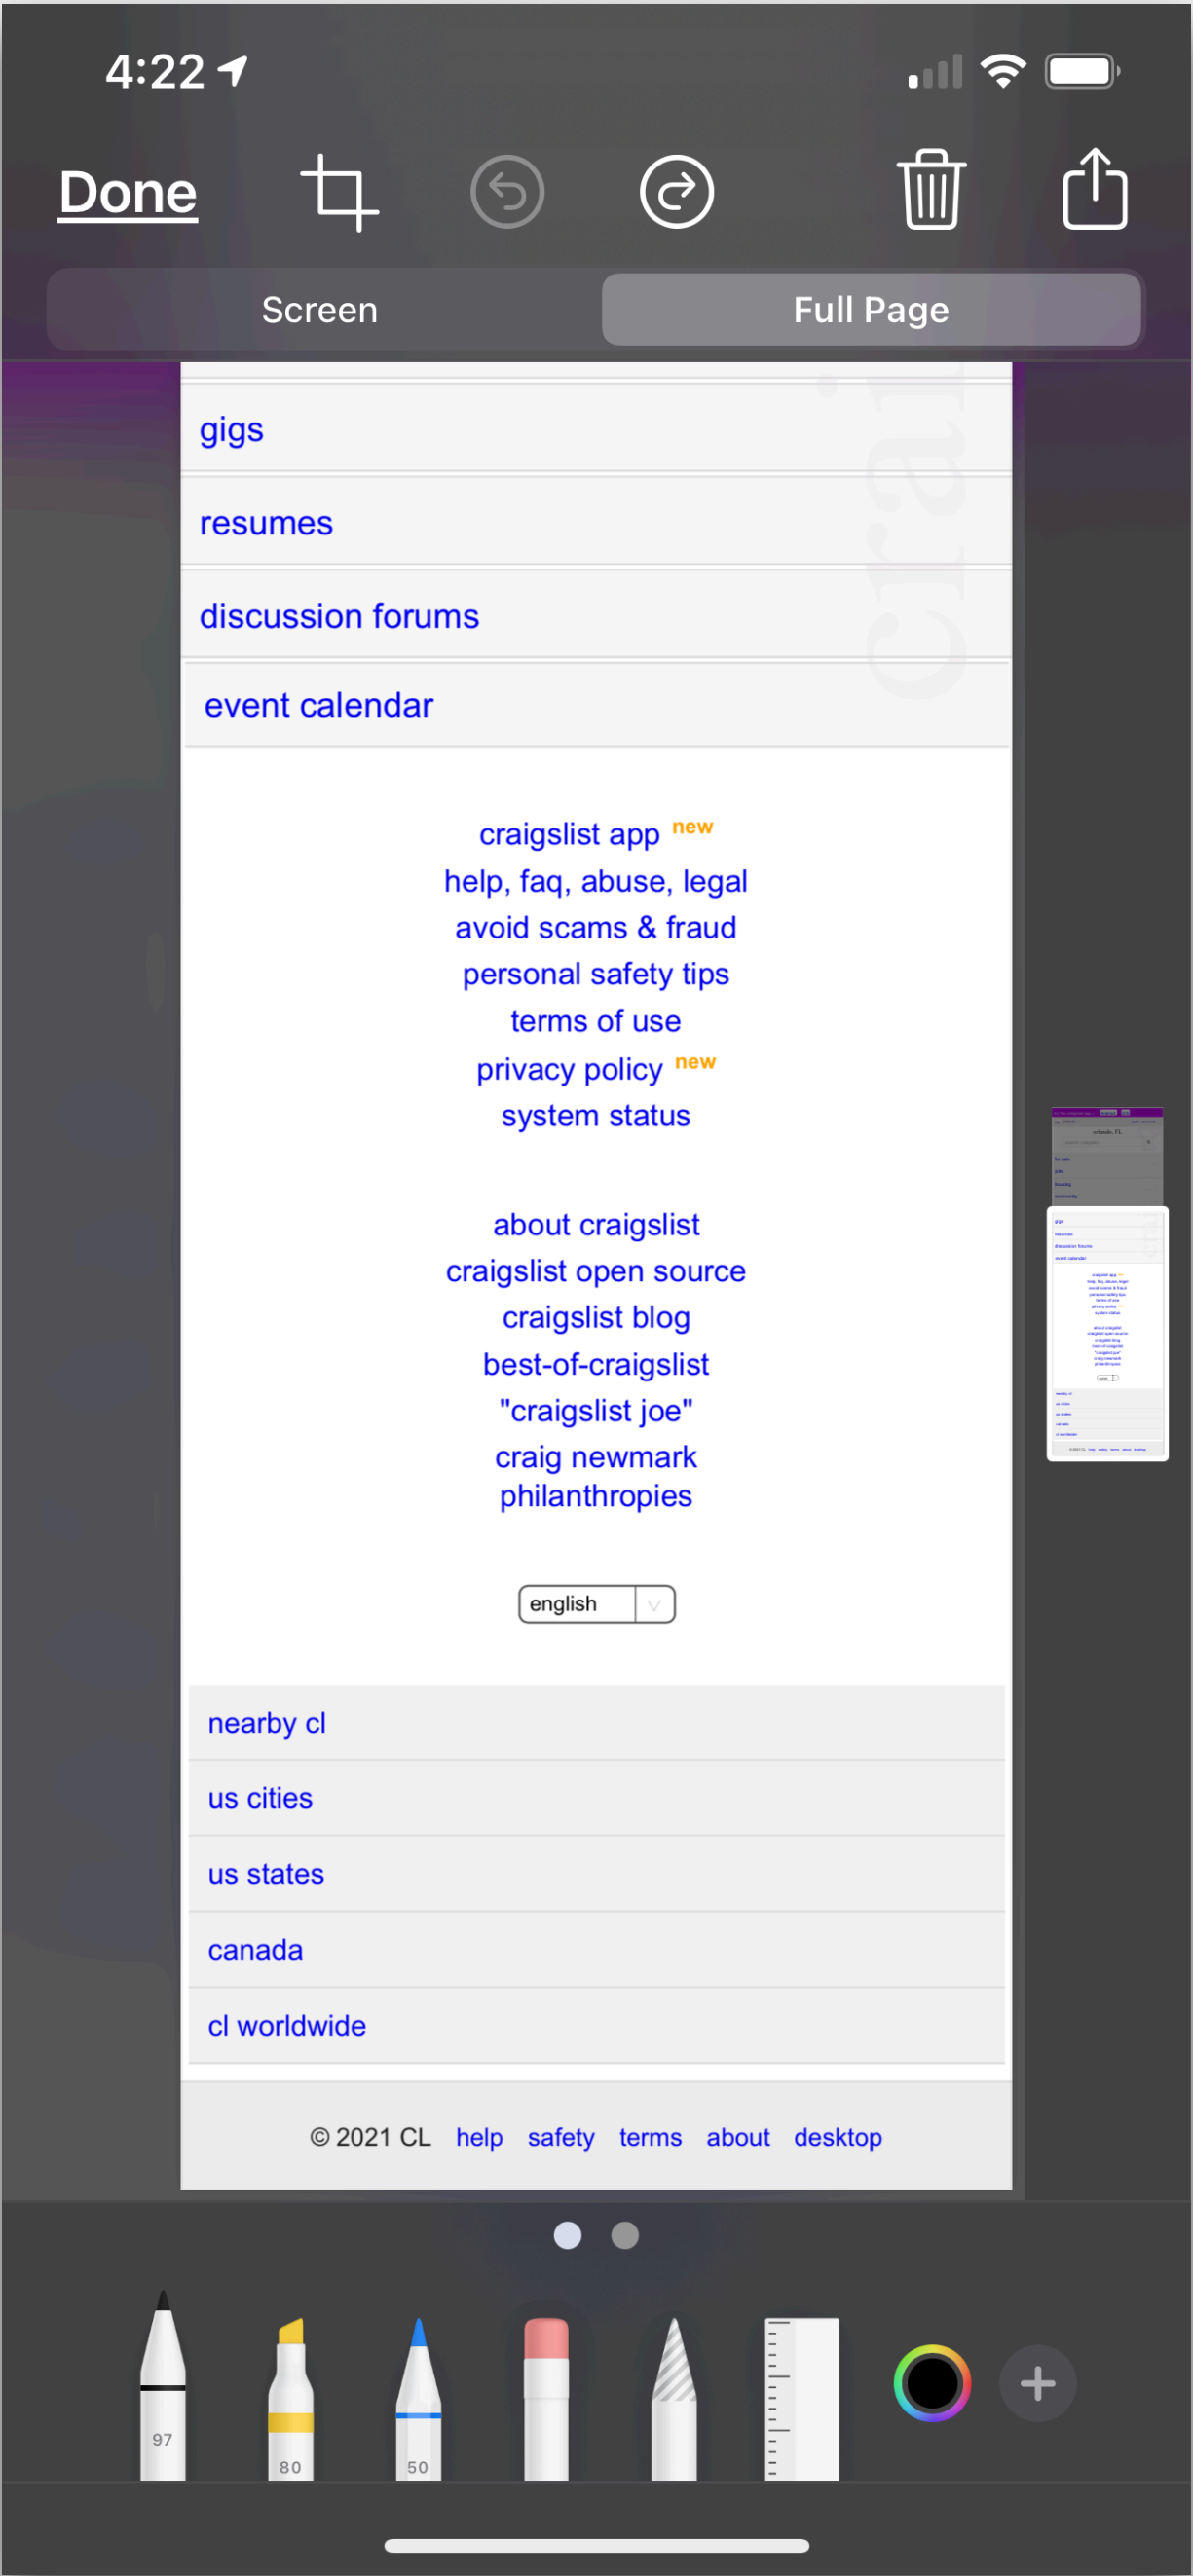 4:22
Done
Screen Full Page
crai
gigs
resumes
discussion forums
event calendar
craigslist app new
help, faq, abuse, legal
avoid scams & fraud
personal safety tips
terms of use
privacy policy new
system status
about craigslist
craigslist open source
craigslist blog
best-of-craigslist
"craigslist joe"
craig newmark
philanthropies
english
nearby cl
us cities
us states
canada
cl worldwide
© 2021 CL help safety terms about desktop
97
80
50